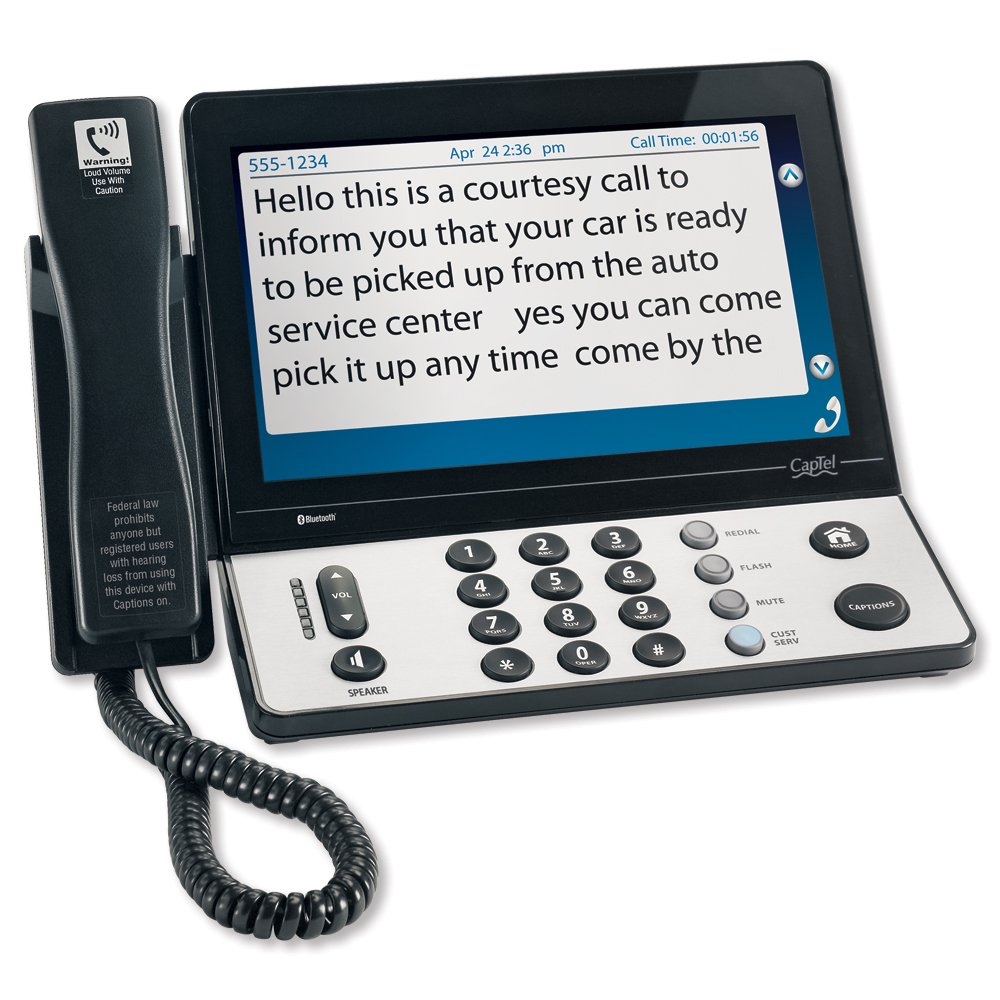 Warning!
Loud Volume
Use With
Caution
Federal law
prohibits
anyone but
registered users
with hearing
loss from using
this device with
Captions on.
555-1234 Apr 24 2:36 pm Call Time: 00:01:56
Hello this is a courtesy call to
inform you that your car is ready
to be picked up from the auto
service center yes you can come
pick it up any time come by the
CapTel
Bluetooth
VOL
SPEAKER
1
2
ABC
3
DEF
4
GHI
5
JKL
6
MNO
7
PQRS
8
TUV
9
WXYZ
*
0
OPER
#
REDIAL
FLASH
MUTE
CUST
SERV
HOME
CAPTIONS